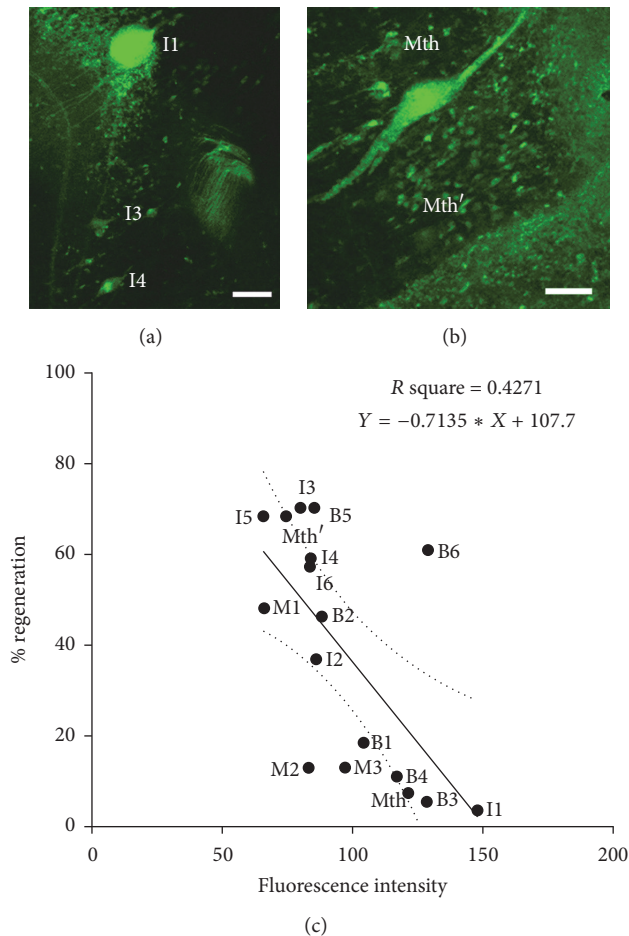 I1
I3
I4
(a)
Mth
Mth′
(b)
100
80
60
40
20
0
% regeneration
R square = 0.4271
Y = −0.7135 * X + 107.7
I3
I5
B5
Mth′
I4
B6
I6
M1
B2
I2
B1
M2
M3
B4
Mth
B3
I1
0
50
100
150
200
Fluorescence intensity
(c)